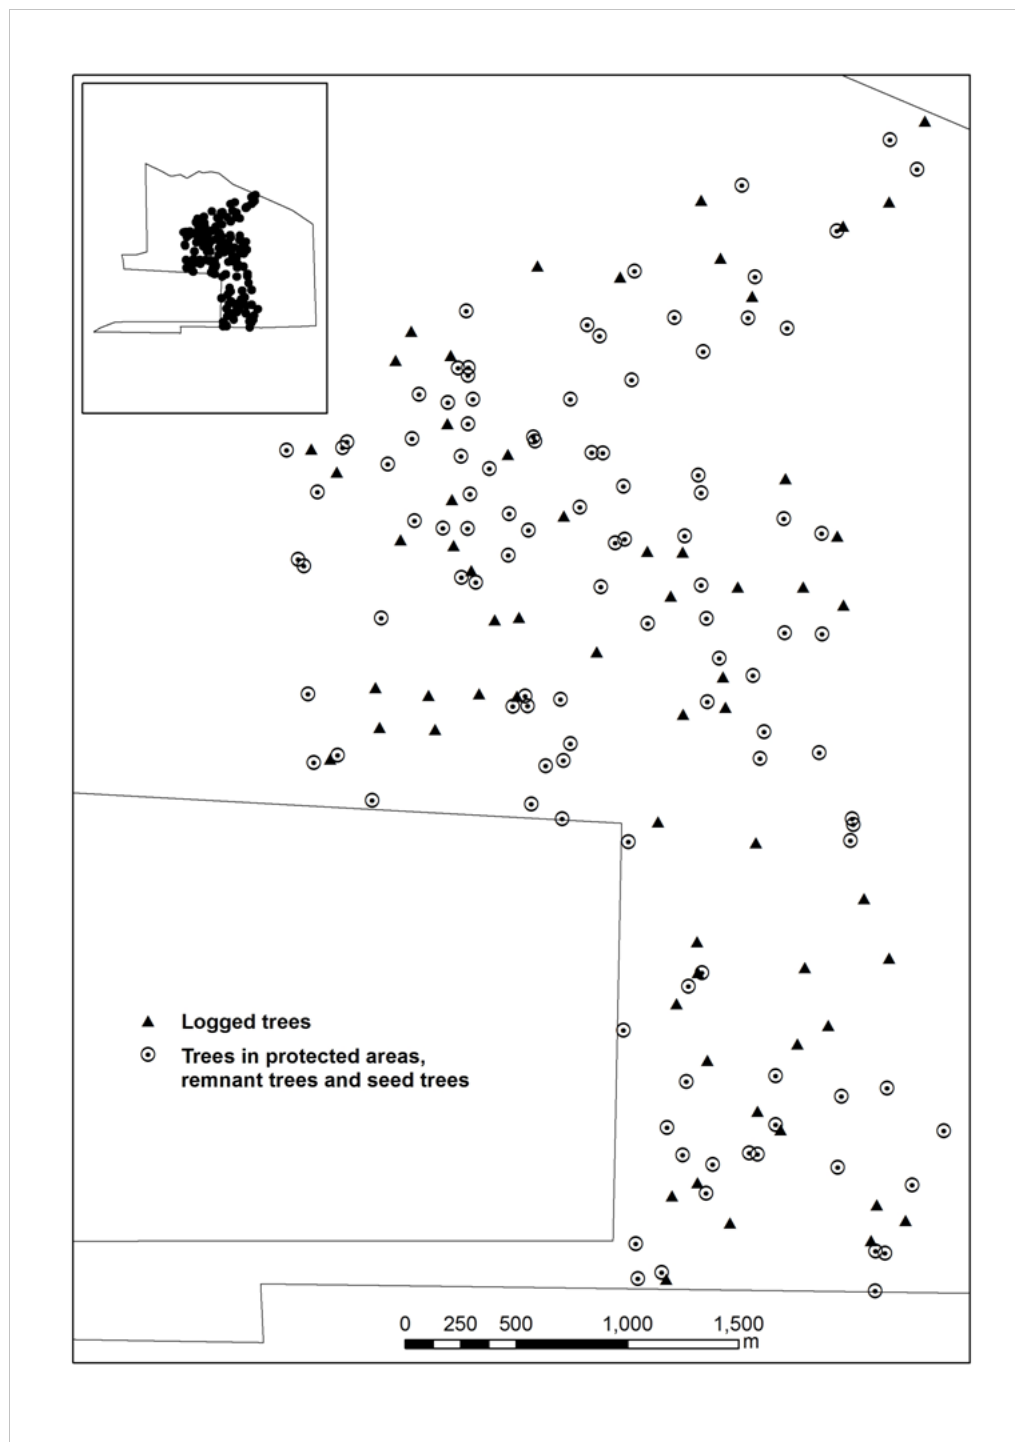 Logged trees
Trees in protected areas,
remnant trees and seed trees
0 250 500 1,000 1,500
m